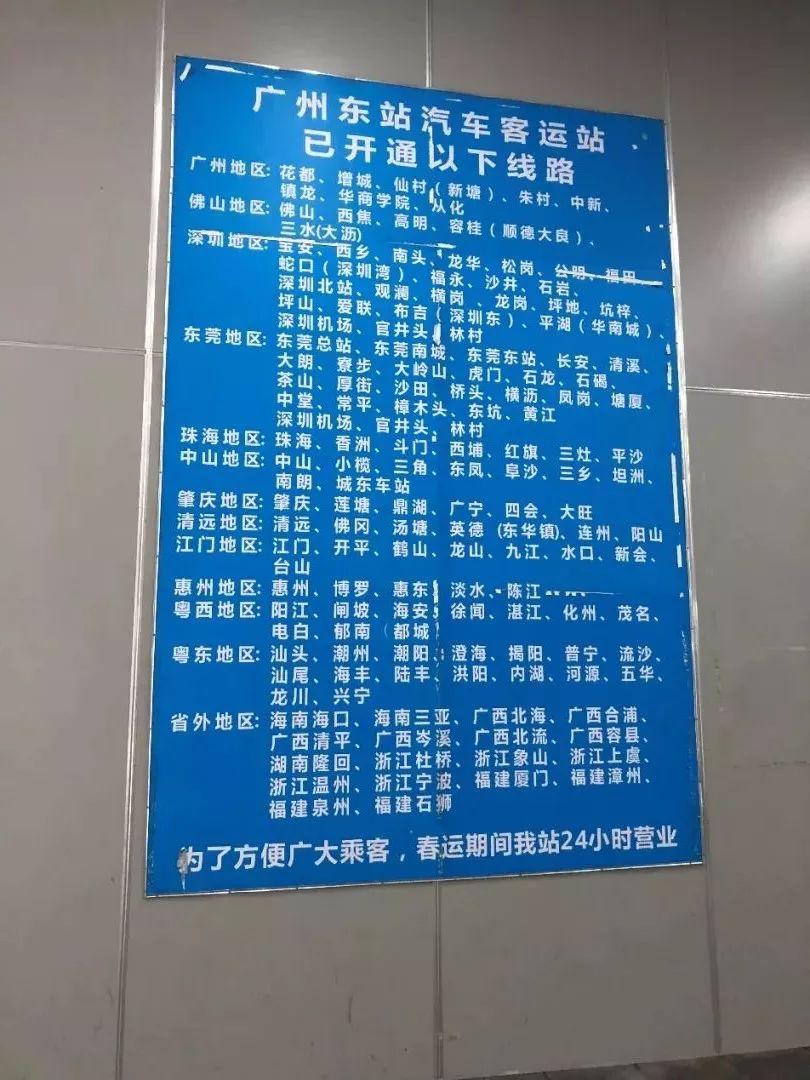 广州东站汽车客运站
已开通以下线路
广州地区: 花都、增城、仙村（新塘）、朱村、中新、
镇龙、华商学院、从化
佛山地区: 佛山、西焦、高明、容桂（顺德大良）、
三水(大沥)
深圳地区: 宝安、西乡、南头、龙华、松岗、公明、福田
蛇口（深圳湾）、福永、沙井、石岩、
深圳北站、观澜、横岗、龙岗、坪地、坑梓、
坪山、爱联、布吉（深圳东）、平湖（华南城）、
深圳机场、官井头、林村
东莞地区: 东莞总站、东莞南城、东莞东站、长安、清溪、
大朗、寮步、大岭山、虎门、石龙、石碣、
茶山、厚街、沙田、桥头、横沥、凤岗、塘厦、
中堂、常平、樟木头、东坑、黄江
深圳机场、官井头、林村
珠海地区: 珠海、香洲、斗门、西埔、红旗、三灶、平沙
中山地区: 中山、小榄、三角、东凤、阜沙、三乡、坦洲、
南朗、城东车站
肇庆地区: 肇庆、莲塘、鼎湖、广宁、四会、大旺
清远地区: 清远、佛冈、汤塘、英德 (东华镇)、连州、阳山
江门地区: 江门、开平、鹤山、龙山、九江、水口、新会、
台山
惠州地区: 惠州、博罗、惠东、淡水、陈江
粤西地区: 阳江、闸坡、海安、徐闻、湛江、化州、茂名、
电白、郁南（都城
粤东地区: 汕头、潮州、潮阳、澄海、揭阳、普宁、流沙、
汕尾、海丰、陆丰、洪阳、内湖、河源、五华、
龙川、兴宁
省外地区: 海南海口、海南三亚、广西北海、广西合浦、
广西清平、广西岑溪、广西北流、广西容县、
湖南隆回、浙江杜桥、浙江象山、浙江上虞、
浙江温州、浙江宁波、福建厦门、福建漳州、
福建泉州、福建石狮
为了方便广大乘客，春运期间我站24小时营业